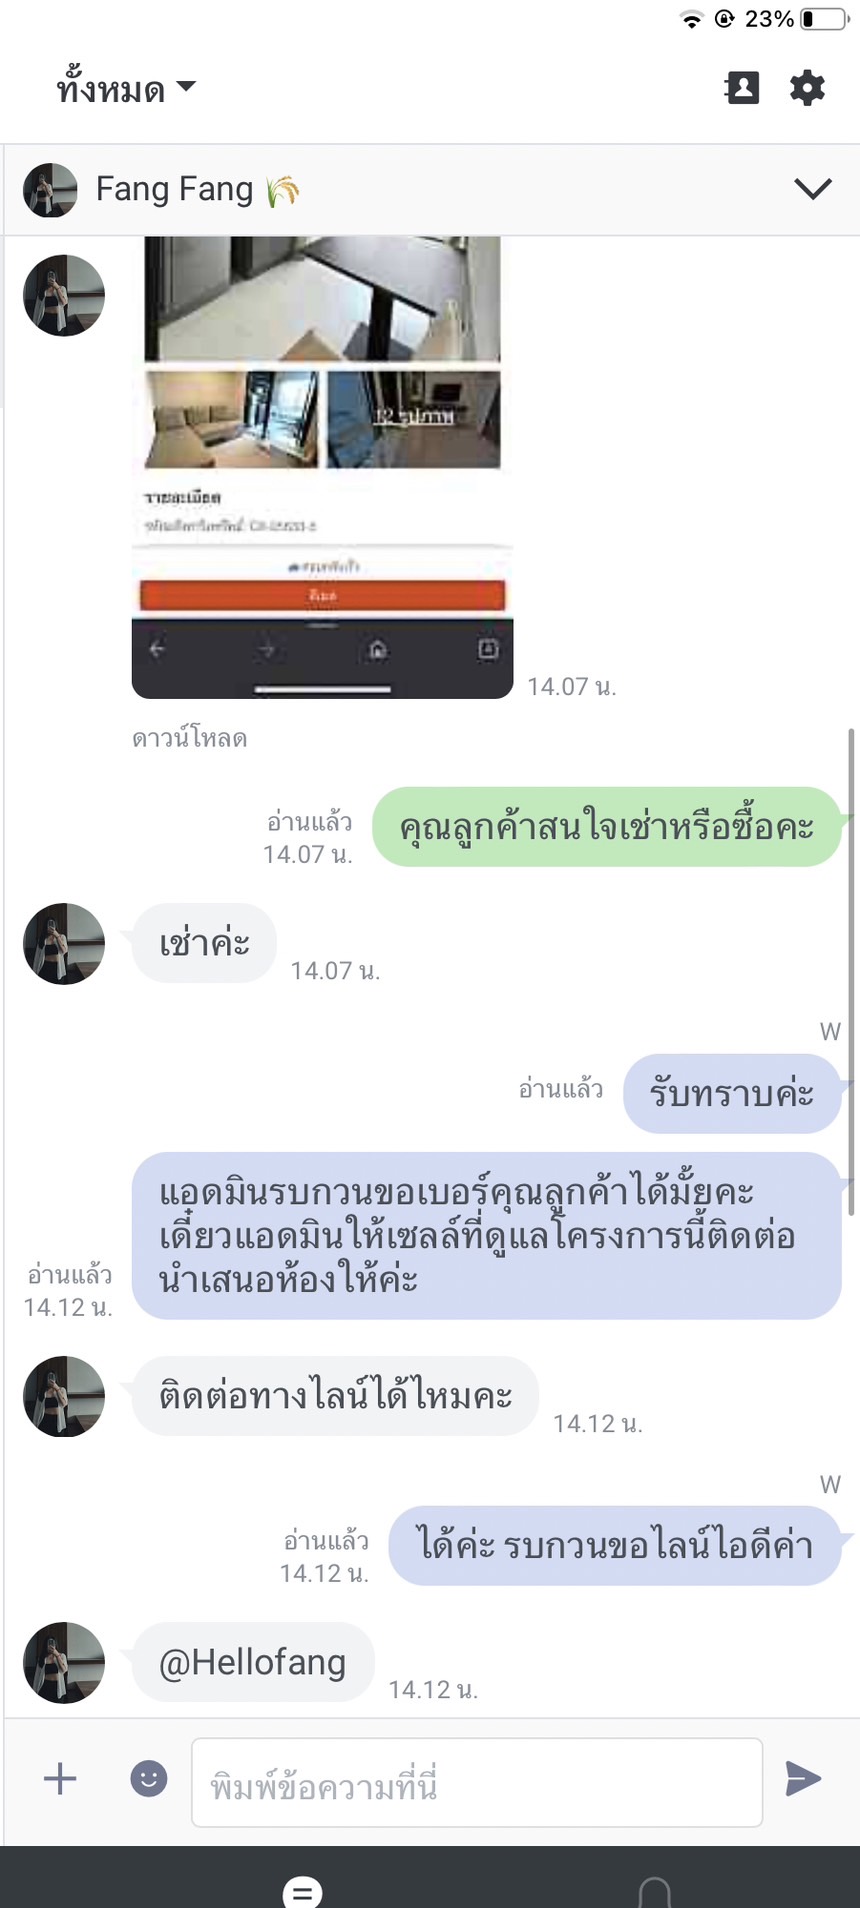 23%
ทั้งหมด
Fang Fang
12 รูปภาพ
รายละเอียด
14.07 น.
ดาวน์โหลด
คุณลูกค้าสนใจเช่าหรือซื้อคะ
อ่านแล้ว
14.07 น.
เช่าค่ะ
14.07 น.
W
รับทราบค่ะ
อ่านแล้ว
แอดมินรบกวนขอเบอร์คุณลูกค้าได้มั้ยคะ
เดี๋ยวแอดมินให้เซลล์ที่ดูแลโครงการนี้ติดต่อ
นำเสนอห้องให้ค่ะ
อ่านแล้ว
14.12 น.
ติดต่อทางไลน์ได้ไหมคะ
14.12 น.
W
ได้ค่ะ รบกวนขอไลน์ไอดีค่า
อ่านแล้ว
14.12 น.
@Hellofang
14.12 น.
พิมพ์ข้อความที่นี่